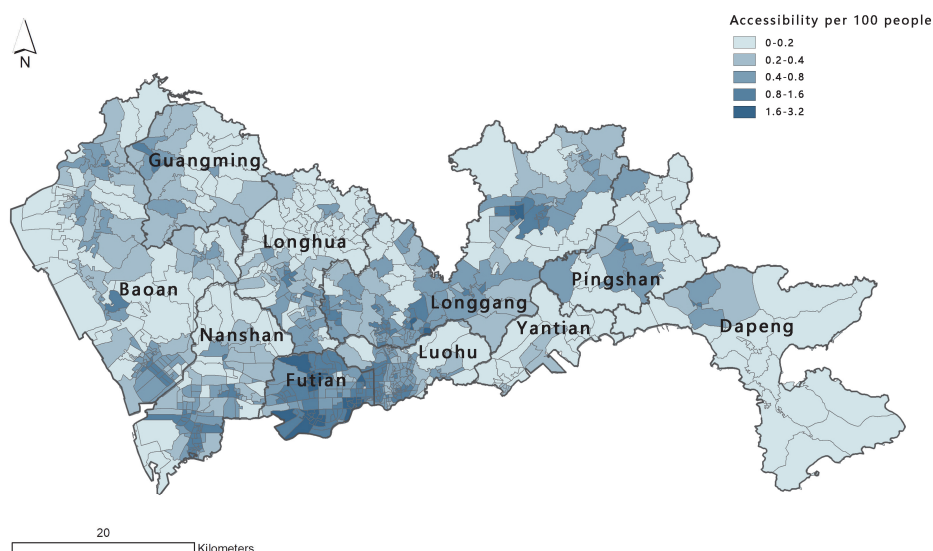 Accessibility per 100 people
0-0.2
0.2-0.4
0.4-0.8
0.8-1.6
1.6-3.2
N
Guangming
Longhua
Baoan
Pingshan
Longgang
Nanshan
Yantian
Dapeng
Luohu
Futian
20
Kilometers